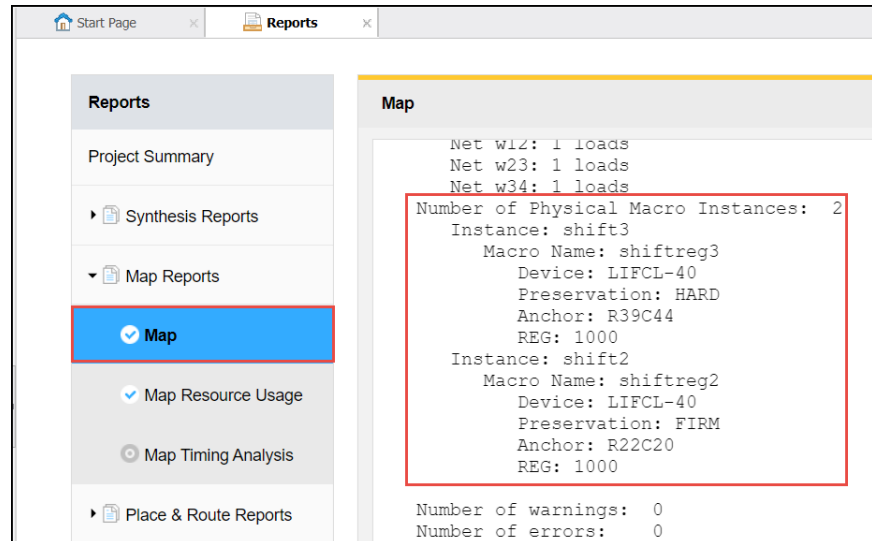 Start Page
Reports
Reports
Project Summary
Synthesis Reports
Map Reports
Map
Map Resource Usage
Map Timing Analysis
Place & Route Reports
Map
Net w12: 1 loads
Net w23: 1 loads
Net w34: 1 loads
Number of Physical Macro Instances: 2
Instance: shift3
Macro Name: shiftreg3
Device: LIFCL-40
Preservation: HARD
Anchor: R39C44
REG: 1000
Instance: shift2
Macro Name: shiftreg2
Device: LIFCL-40
Preservation: FIRM
Anchor: R22C20
REG: 1000
Number of warnings: 0
Number of errors: 0